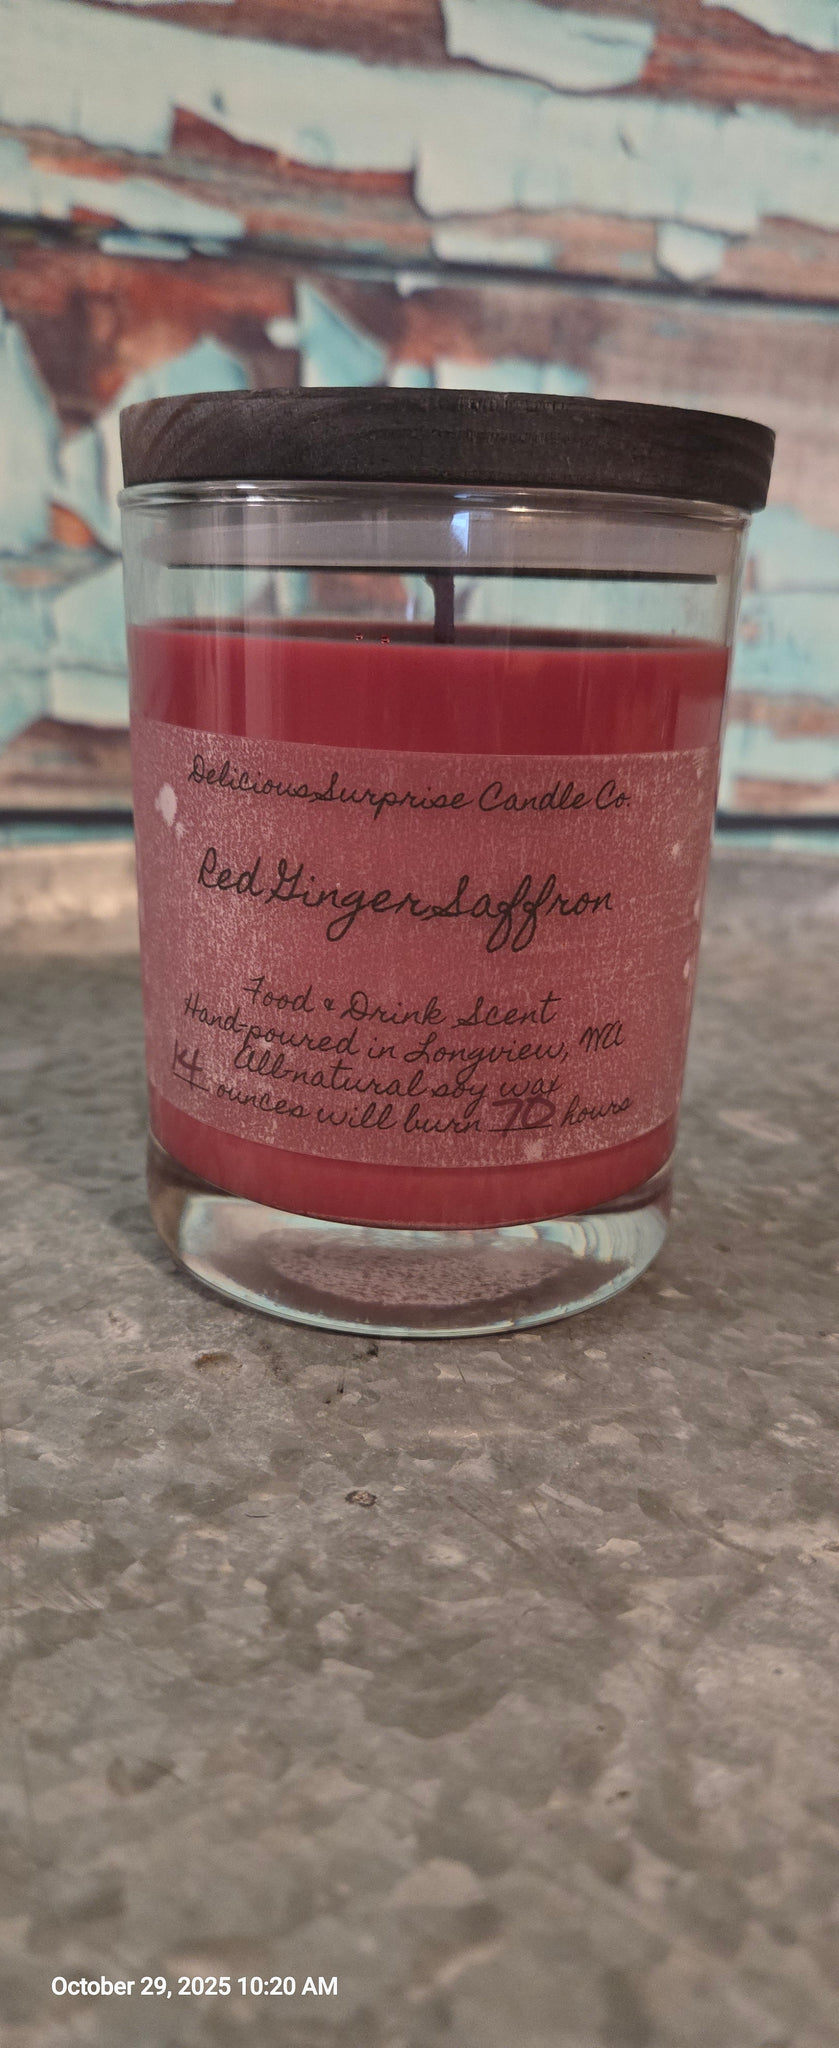 Delicious Surprise Candle Co.
Red Ginger Saffron
Food & Drink Scent
Hand-poured in Longview, WA
All-natural soy wax
14 ounces will burn 70 hours
October 29, 2025 10:20 AM